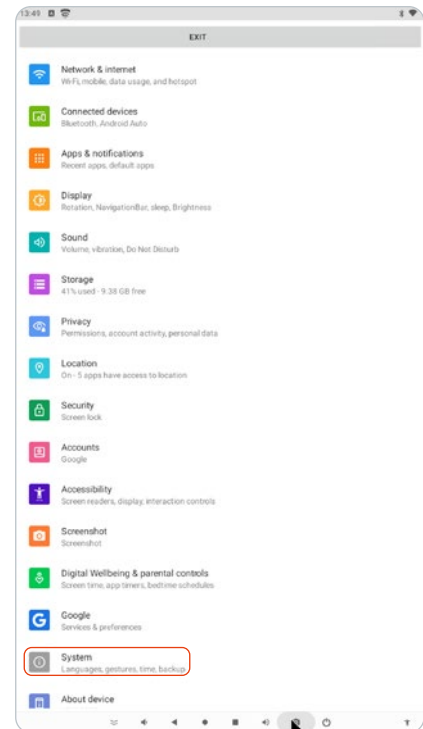 13:49
EXIT
Network & internet
Wi-Fi, mobile, data usage, and hotspot
Connected devices
Bluetooth, Android Auto
Apps & notifications
Recent apps, default apps
Display
Rotation, NavigationBar, sleep, Brightness
Sound
Volume, vibration, Do Not Disturb
Storage
41% used - 9.38 GB free
Privacy
Permissions, account activity, personal data
Location
On - 5 apps have access to location
Security
Screen lock
Accounts
Google
Accessibility
Screen readers, display, interaction controls
Screenshot
Screenshot
Digital Wellbeing & parental controls
Screen time, app timers, bedtime schedules
Google
Services & preferences
System
Languages, gestures, time, backup
About device